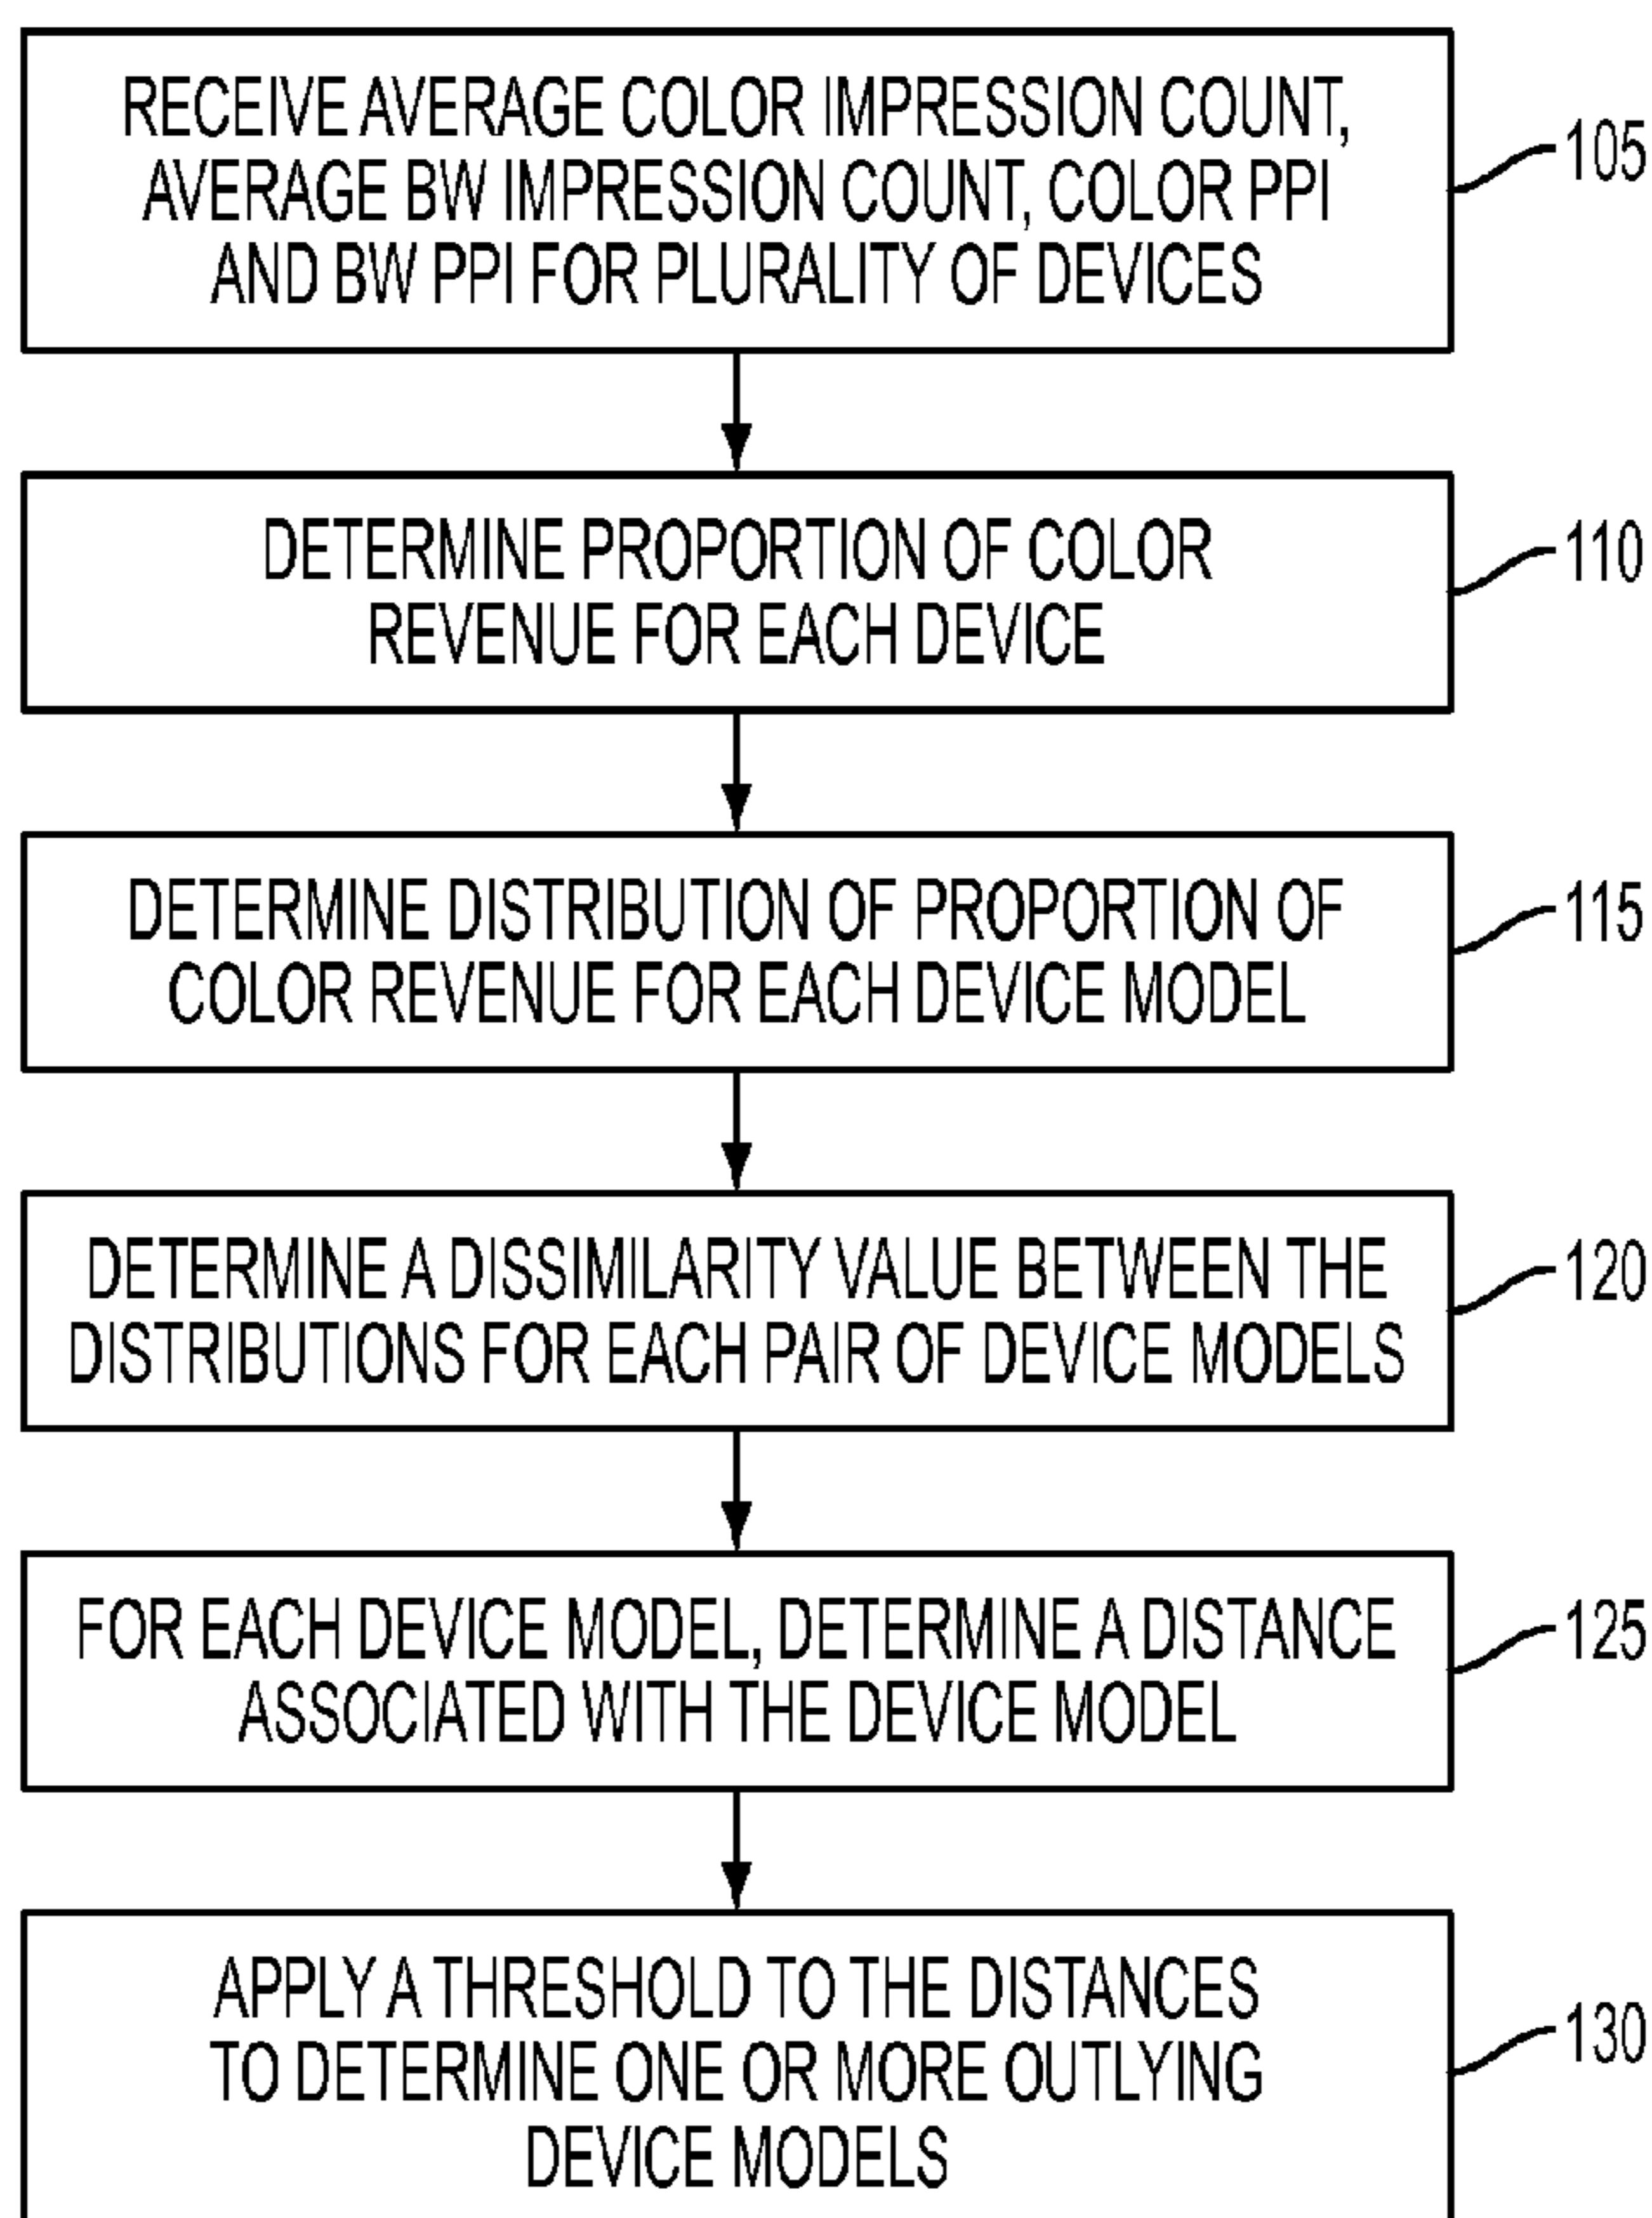 RECEIVE AVERAGE COLOR IMPRESSION COUNT,
AVERAGE BW IMPRESSION COUNT, COLOR PPI
AND BW PPI FOR PLURALITY OF DEVICES
105
DETERMINE PROPORTION OF COLOR
REVENUE FOR EACH DEVICE
110
DETERMINE DISTRIBUTION OF PROPORTION OF
COLOR REVENUE FOR EACH DEVICE MODEL
115
DETERMINE A DISSIMILARITY VALUE BETWEEN THE
DISTRIBUTIONS FOR EACH PAIR OF DEVICE MODELS
120
FOR EACH DEVICE MODEL, DETERMINE A DISTANCE
ASSOCIATED WITH THE DEVICE MODEL
125
APPLY A THRESHOLD TO THE DISTANCES
TO DETERMINE ONE OR MORE OUTLYING
DEVICE MODELS
130